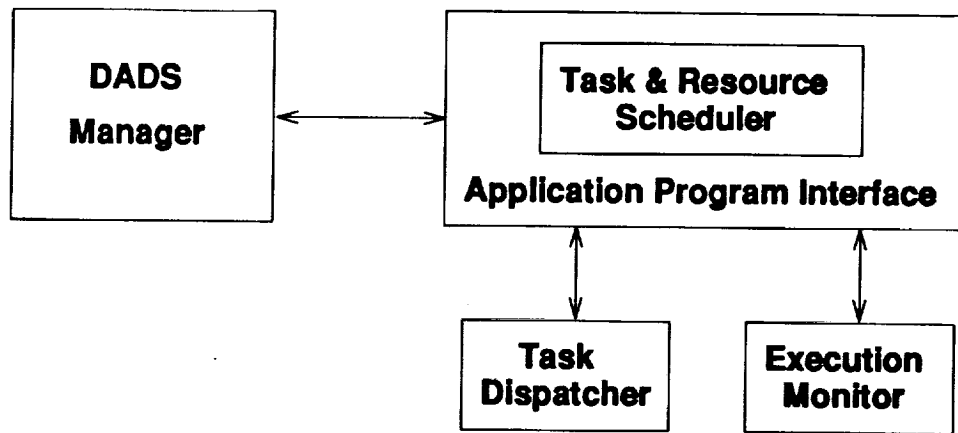 DADS
Manager
Task & Resource
Scheduler
Application Program Interface
Task
Dispatcher
Execution
Monitor